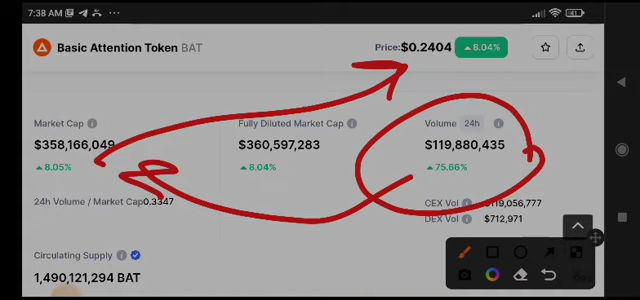 7:38 AM
Basic Attention Token BAT
Price:$0.2404 8.04%
Market Cap
$358,166,049
8.05%
24h Volume / Market Cap0.3347
Fully Diluted Market Cap
$360,597,283
8.04%
Volume 24h
$119,880,435
75.66%
CEX Vol $119,056,777
DEX Vol $712,971
Circulating Supply
1,490,121,294 BAT